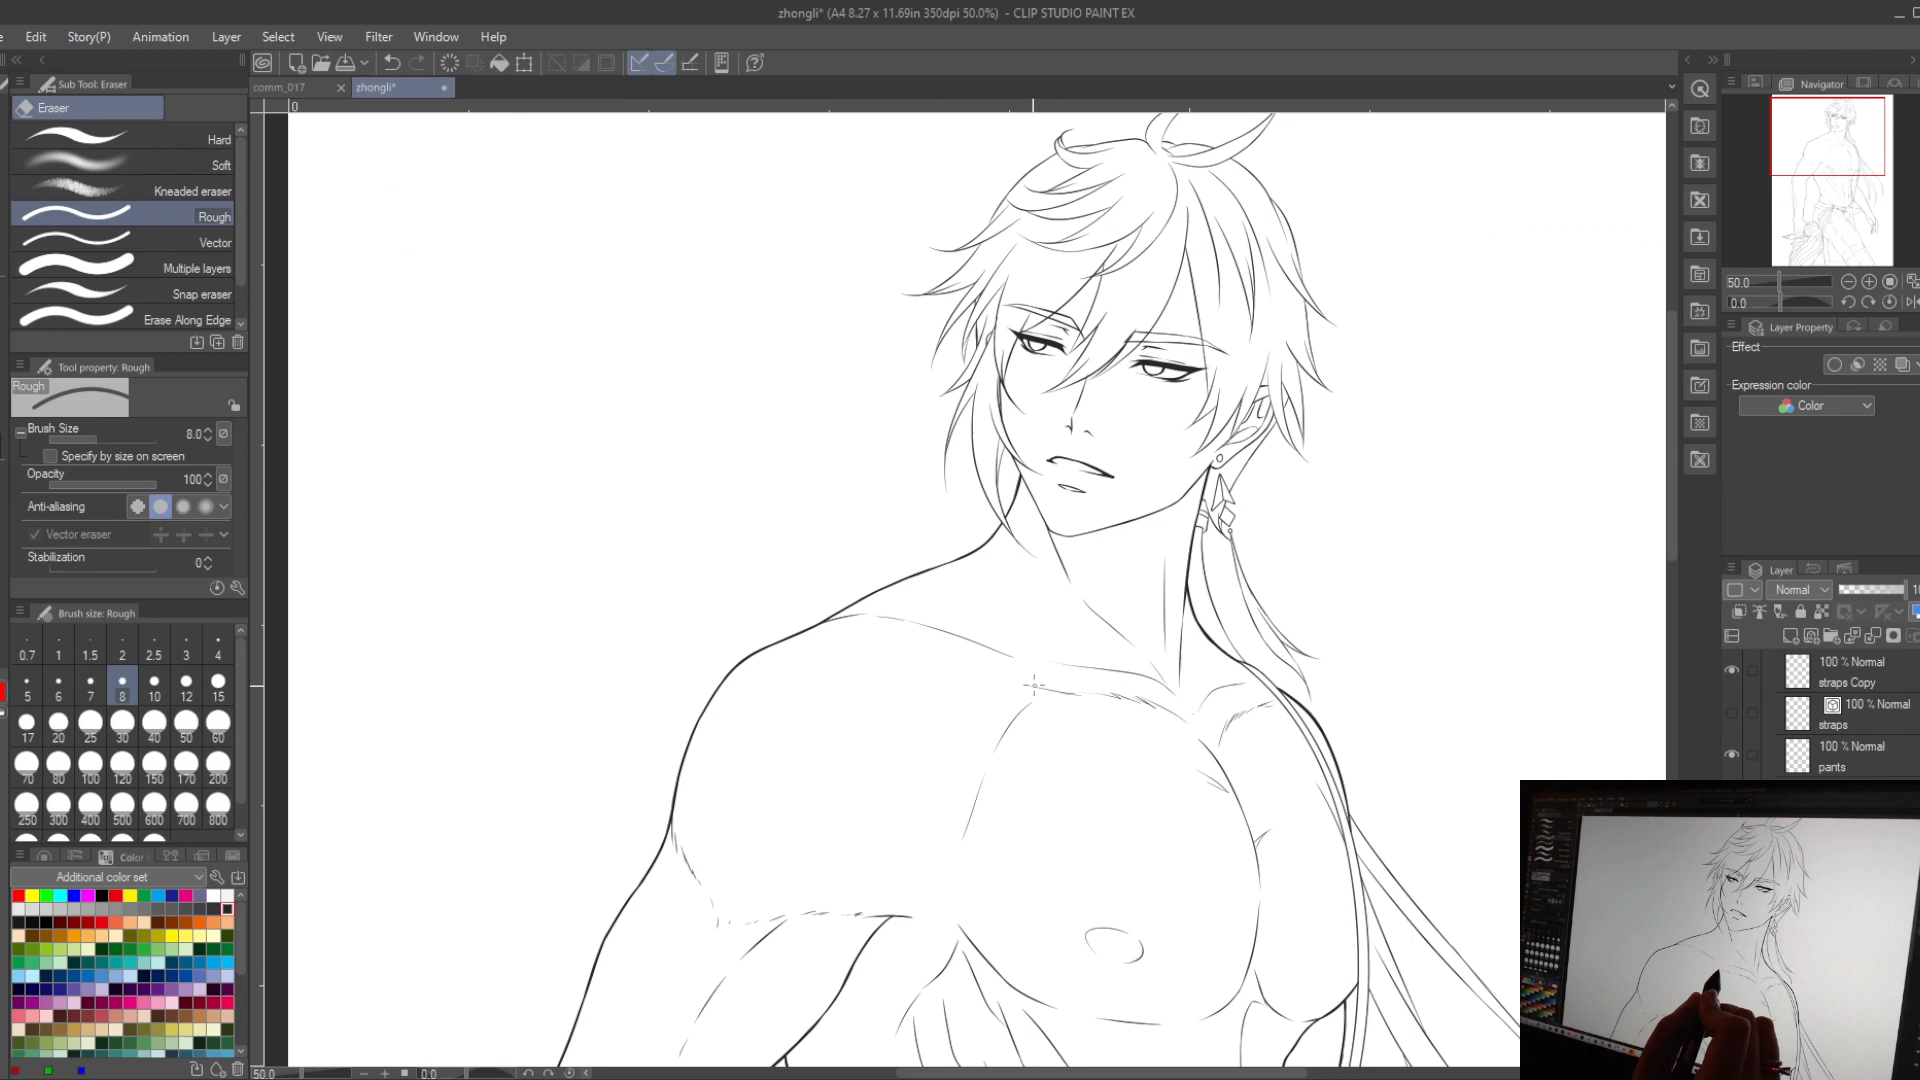 zhongli* (A4 8.27 x 11.69in 350dpi 50.0%) - CLIP STUDIO PAINT EX
e Edit Story(P) Animation Layer Select View Filter Window Help
Sub Tool: Eraser
comm_017
zhongli*
Navigator
Eraser
0
Hard
Soft
Kneaded eraser
Rough
Vector
Multiple layers
Snap eraser
Erase Along Edge
50.0
0.0
Layer Property
Effect
Expression color
Color
Tool property: Rough
Rough
Brush Size 8.0
Specify by size on screen
Opacity 100
Anti-aliasing
Vector eraser
Stabilization 0
Brush size: Rough
0.7 1 1.5 2 2.5 3 4
5 6 7 8 10 12 15
17 20 25 30 40 50 60
70 80 100 120 150 170 200
250 300 400 500 600 700 800
Color
Additional color set
Layer
Normal 10
100 % Normal
straps Copy
100 % Normal
straps
100 % Normal
pants
50.0 0.0